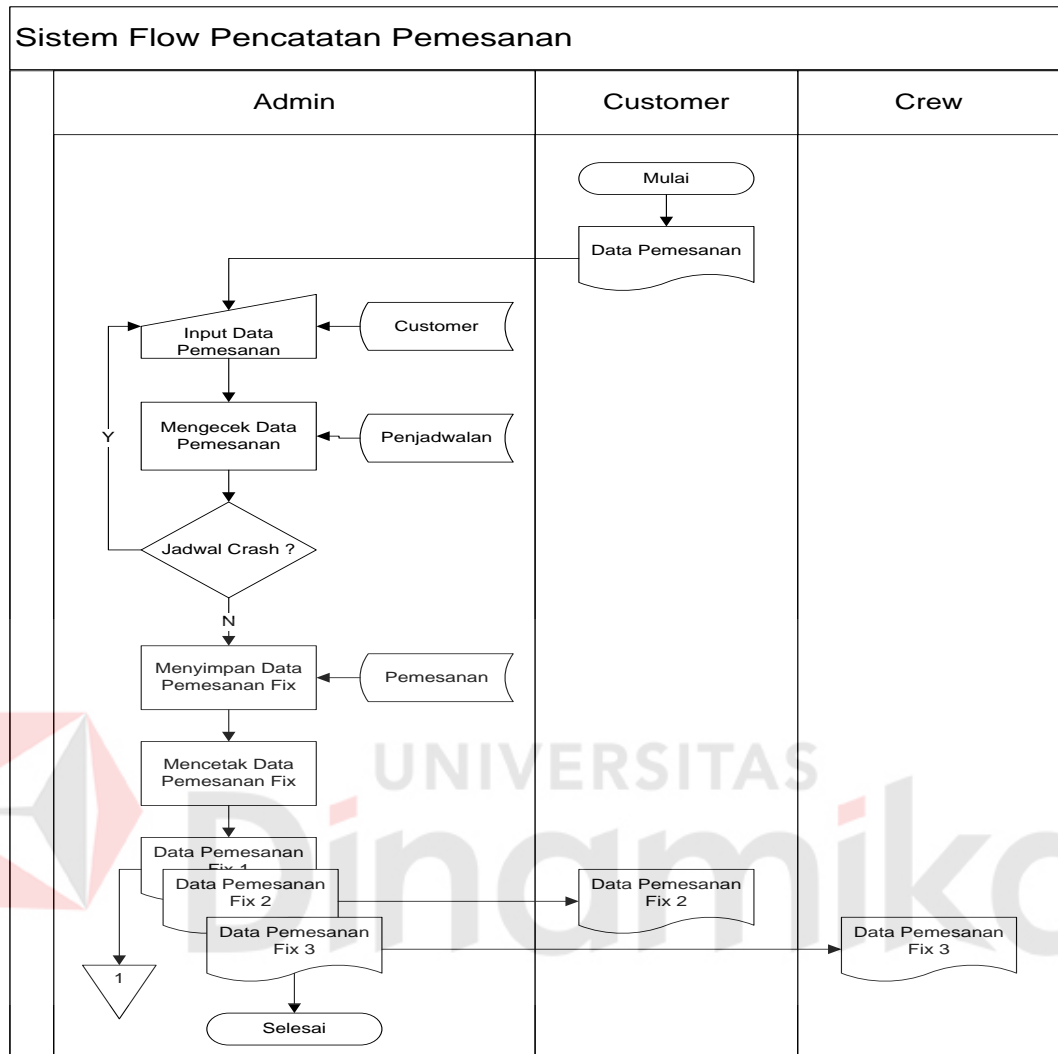 Sistem Flow Pencatatan Pemesanan
Admin
Customer
Crew
Mulai
Data Pemesanan
Input Data
Pemesanan
Customer
Mengecek Data
Pemesanan
Penjadwalan
Y
Jadwal Crash ?
N
Menyimpan Data
Pemesanan Fix
Pemesanan
Mencetak Data
Pemesanan Fix
UNIVERSITAS
Dinamika
Data Pemesanan
Fix 1
Data Pemesanan
Fix 2
Data Pemesanan
Fix 3
Data Pemesanan
Fix 2
Data Pemesanan
Fix 3
1
Selesai